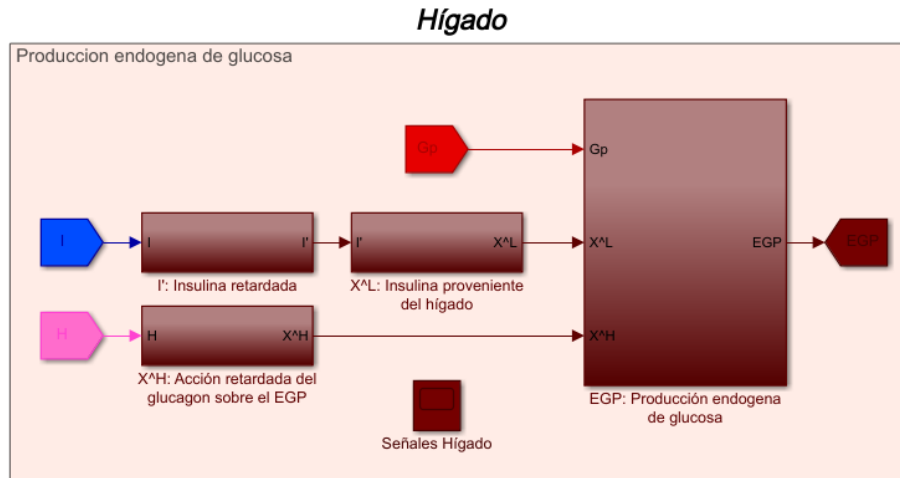 Hígado
Produccion endogena de glucosa
Gp
Gp
I
I
I'
I'
X^L
X^L
EGP
EGP
I': Insulina retardada
X^L: Insulina proveniente
del hígado
H
H
X^H
X^H
X^H: Acción retardada del
glucagon sobre el EGP
EGP: Producción endogena
de glucosa
Señales Hígado